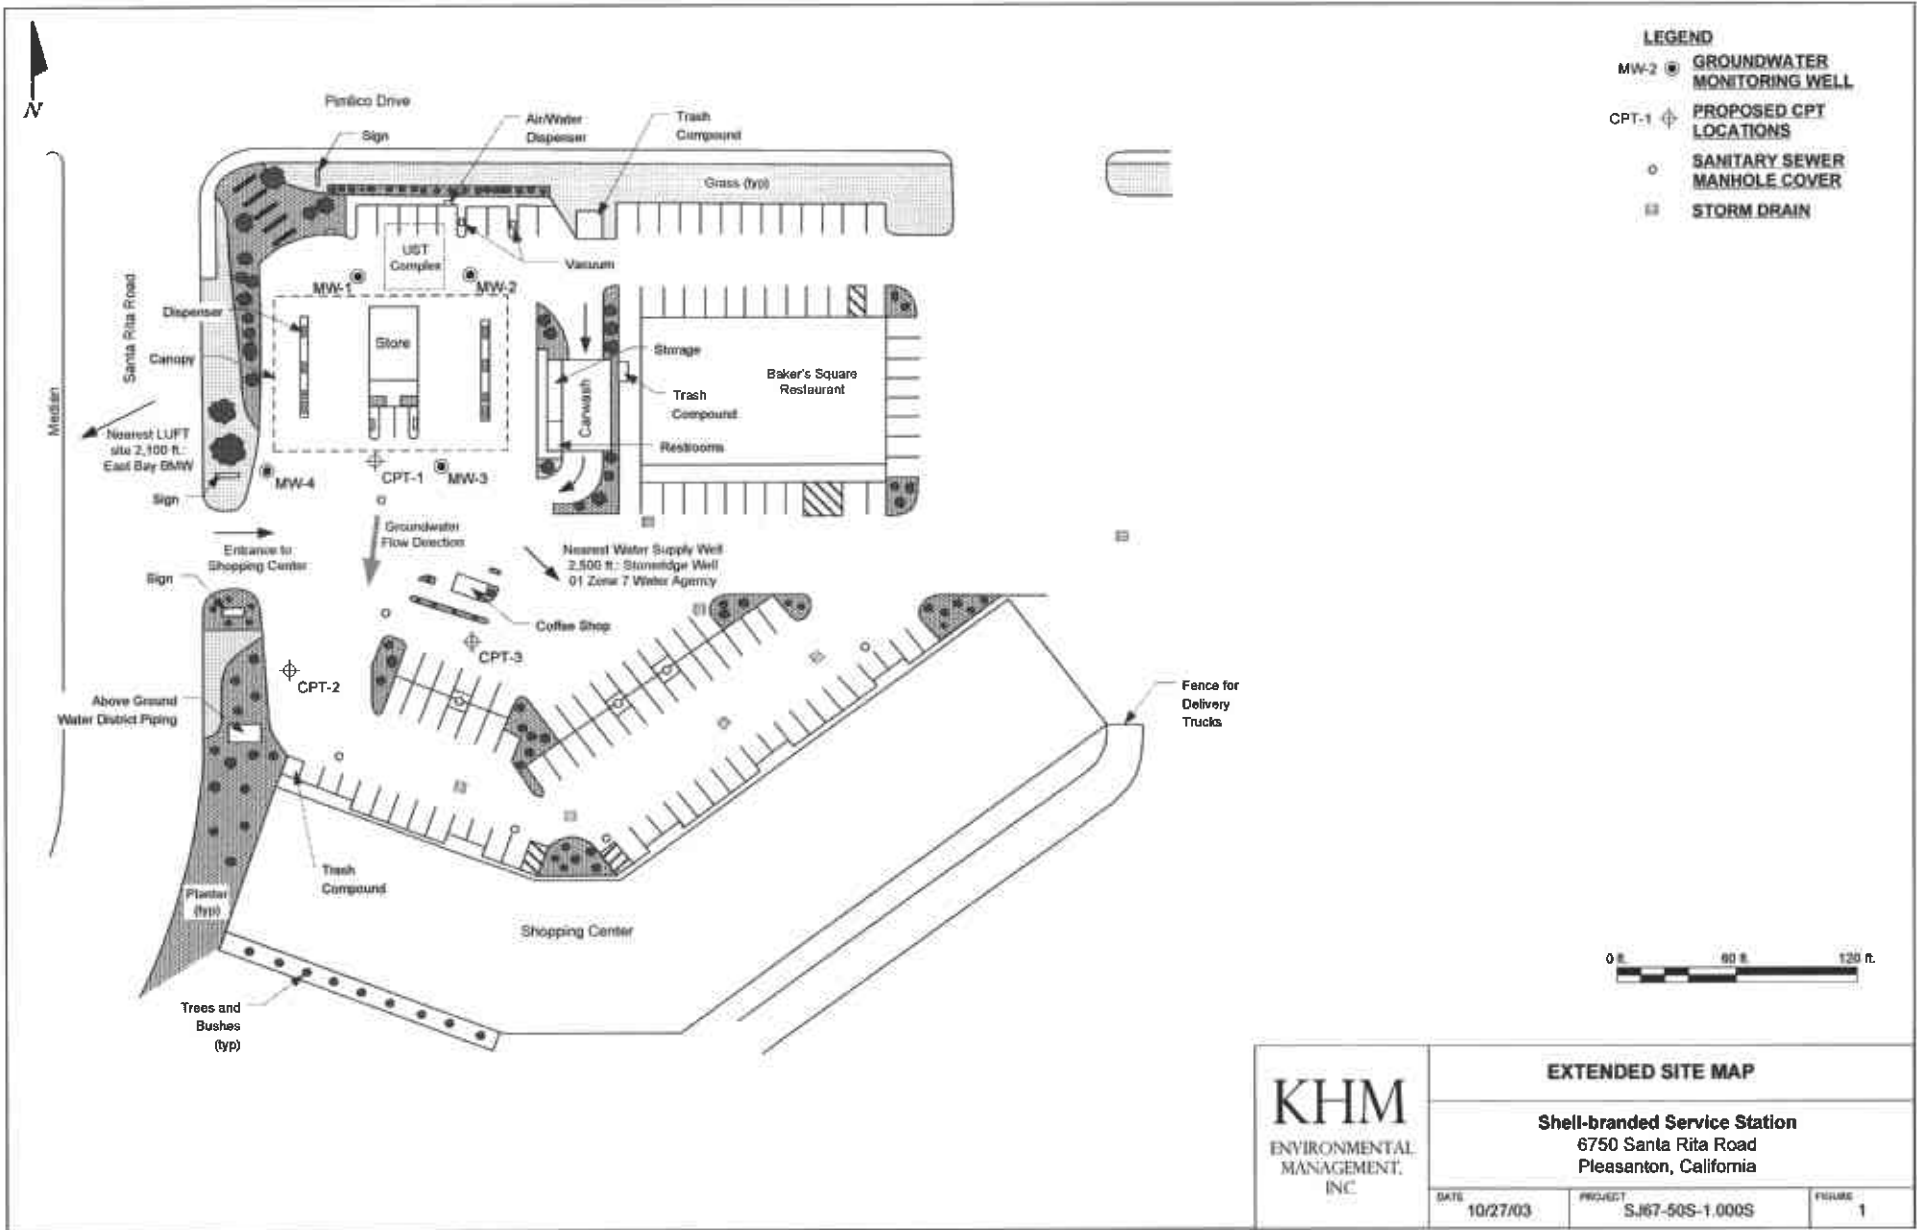 N
LEGEND
MW-2 GROUNDWATER
MONITORING WELL
CPT-1 PROPOSED CPT
LOCATIONS
SANITARY SEWER
MANHOLE COVER
STORM DRAIN
Pimlico Drive
Sign
Air/Water
Dispenser
Trash
Compound
Grass (typ)
UST
Complex
Vacuum
MW-1
MW-2
Santa Rita Road
Dispenser
Canopy
Store
Storage
Carwash
Trash
Compound
Restrooms
Baker's Square
Restaurant
Median
Nearest LUFT
site 2,100 ft.:
East Bay BMW
Sign
MW-4
CPT-1
MW-3
Groundwater
Flow Direction
Entrance to
Shopping Center
Nearest Water Supply Well
2,500 ft.: Stoneridge Well
01 Zone 7 Water Agency
Sign
Coffee Shop
CPT-3
CPT-2
Above Ground
Water District Piping
Fence for
Delivery
Trucks
Trash
Compound
Planter
(typ)
Shopping Center
Trees and
Bushes
(typ)
0 ft. 60 ft. 120 ft.
KHM
ENVIRONMENTAL
MANAGEMENT,
INC
EXTENDED SITE MAP
Shell-branded Service Station
6750 Santa Rita Road
Pleasanton, California
DATE
10/27/03
PROJECT
SJ67-50S-1.000S
FIGURE
1